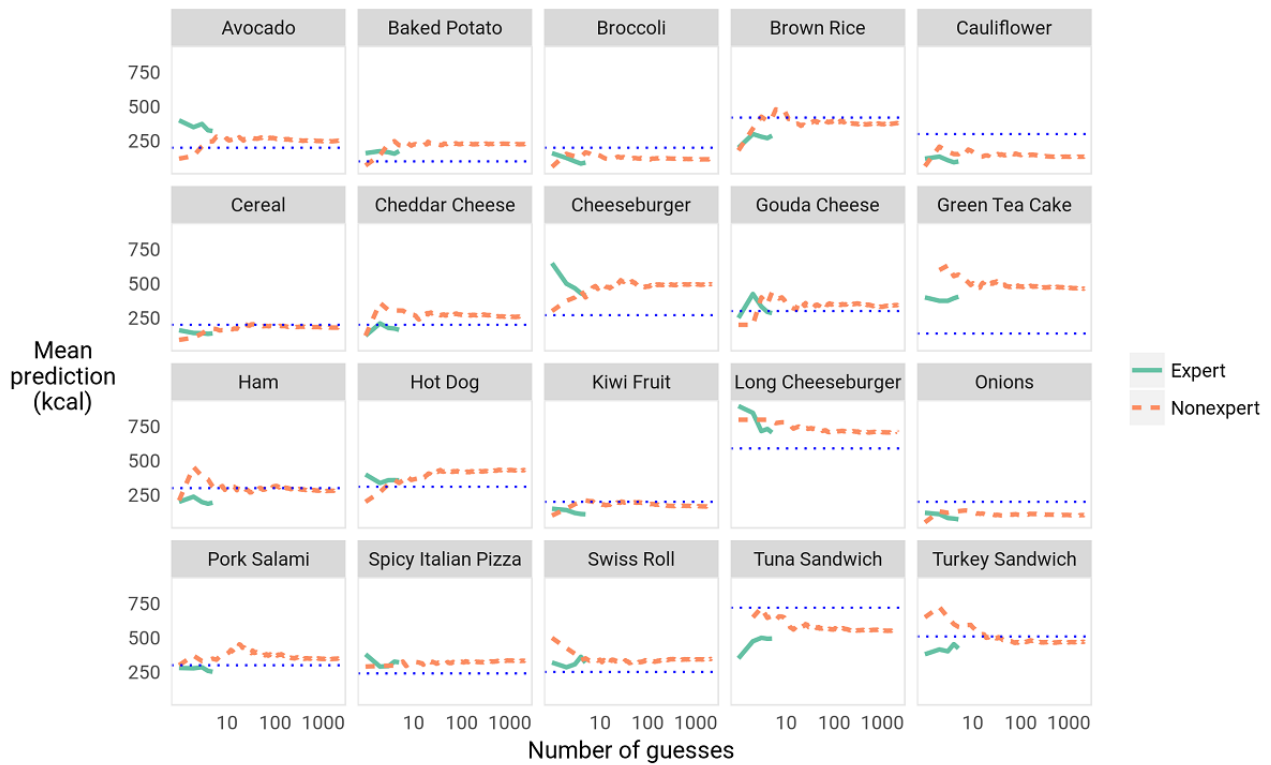 Avocado Baked Potato Broccoli Brown Rice Cauliflower
750
500
250
Cereal Cheddar Cheese Cheeseburger Gouda Cheese Green Tea Cake
750
500
250
Mean
prediction
(kcal)
Ham Hot Dog Kiwi Fruit Long Cheeseburger Onions
750
500
250
Expert
Nonexpert
Pork Salami Spicy Italian Pizza Swiss Roll Tuna Sandwich Turkey Sandwich
750
500
250
10 100 1000 10 100 1000 10 100 1000 10 100 1000 10 100 1000
Number of guesses